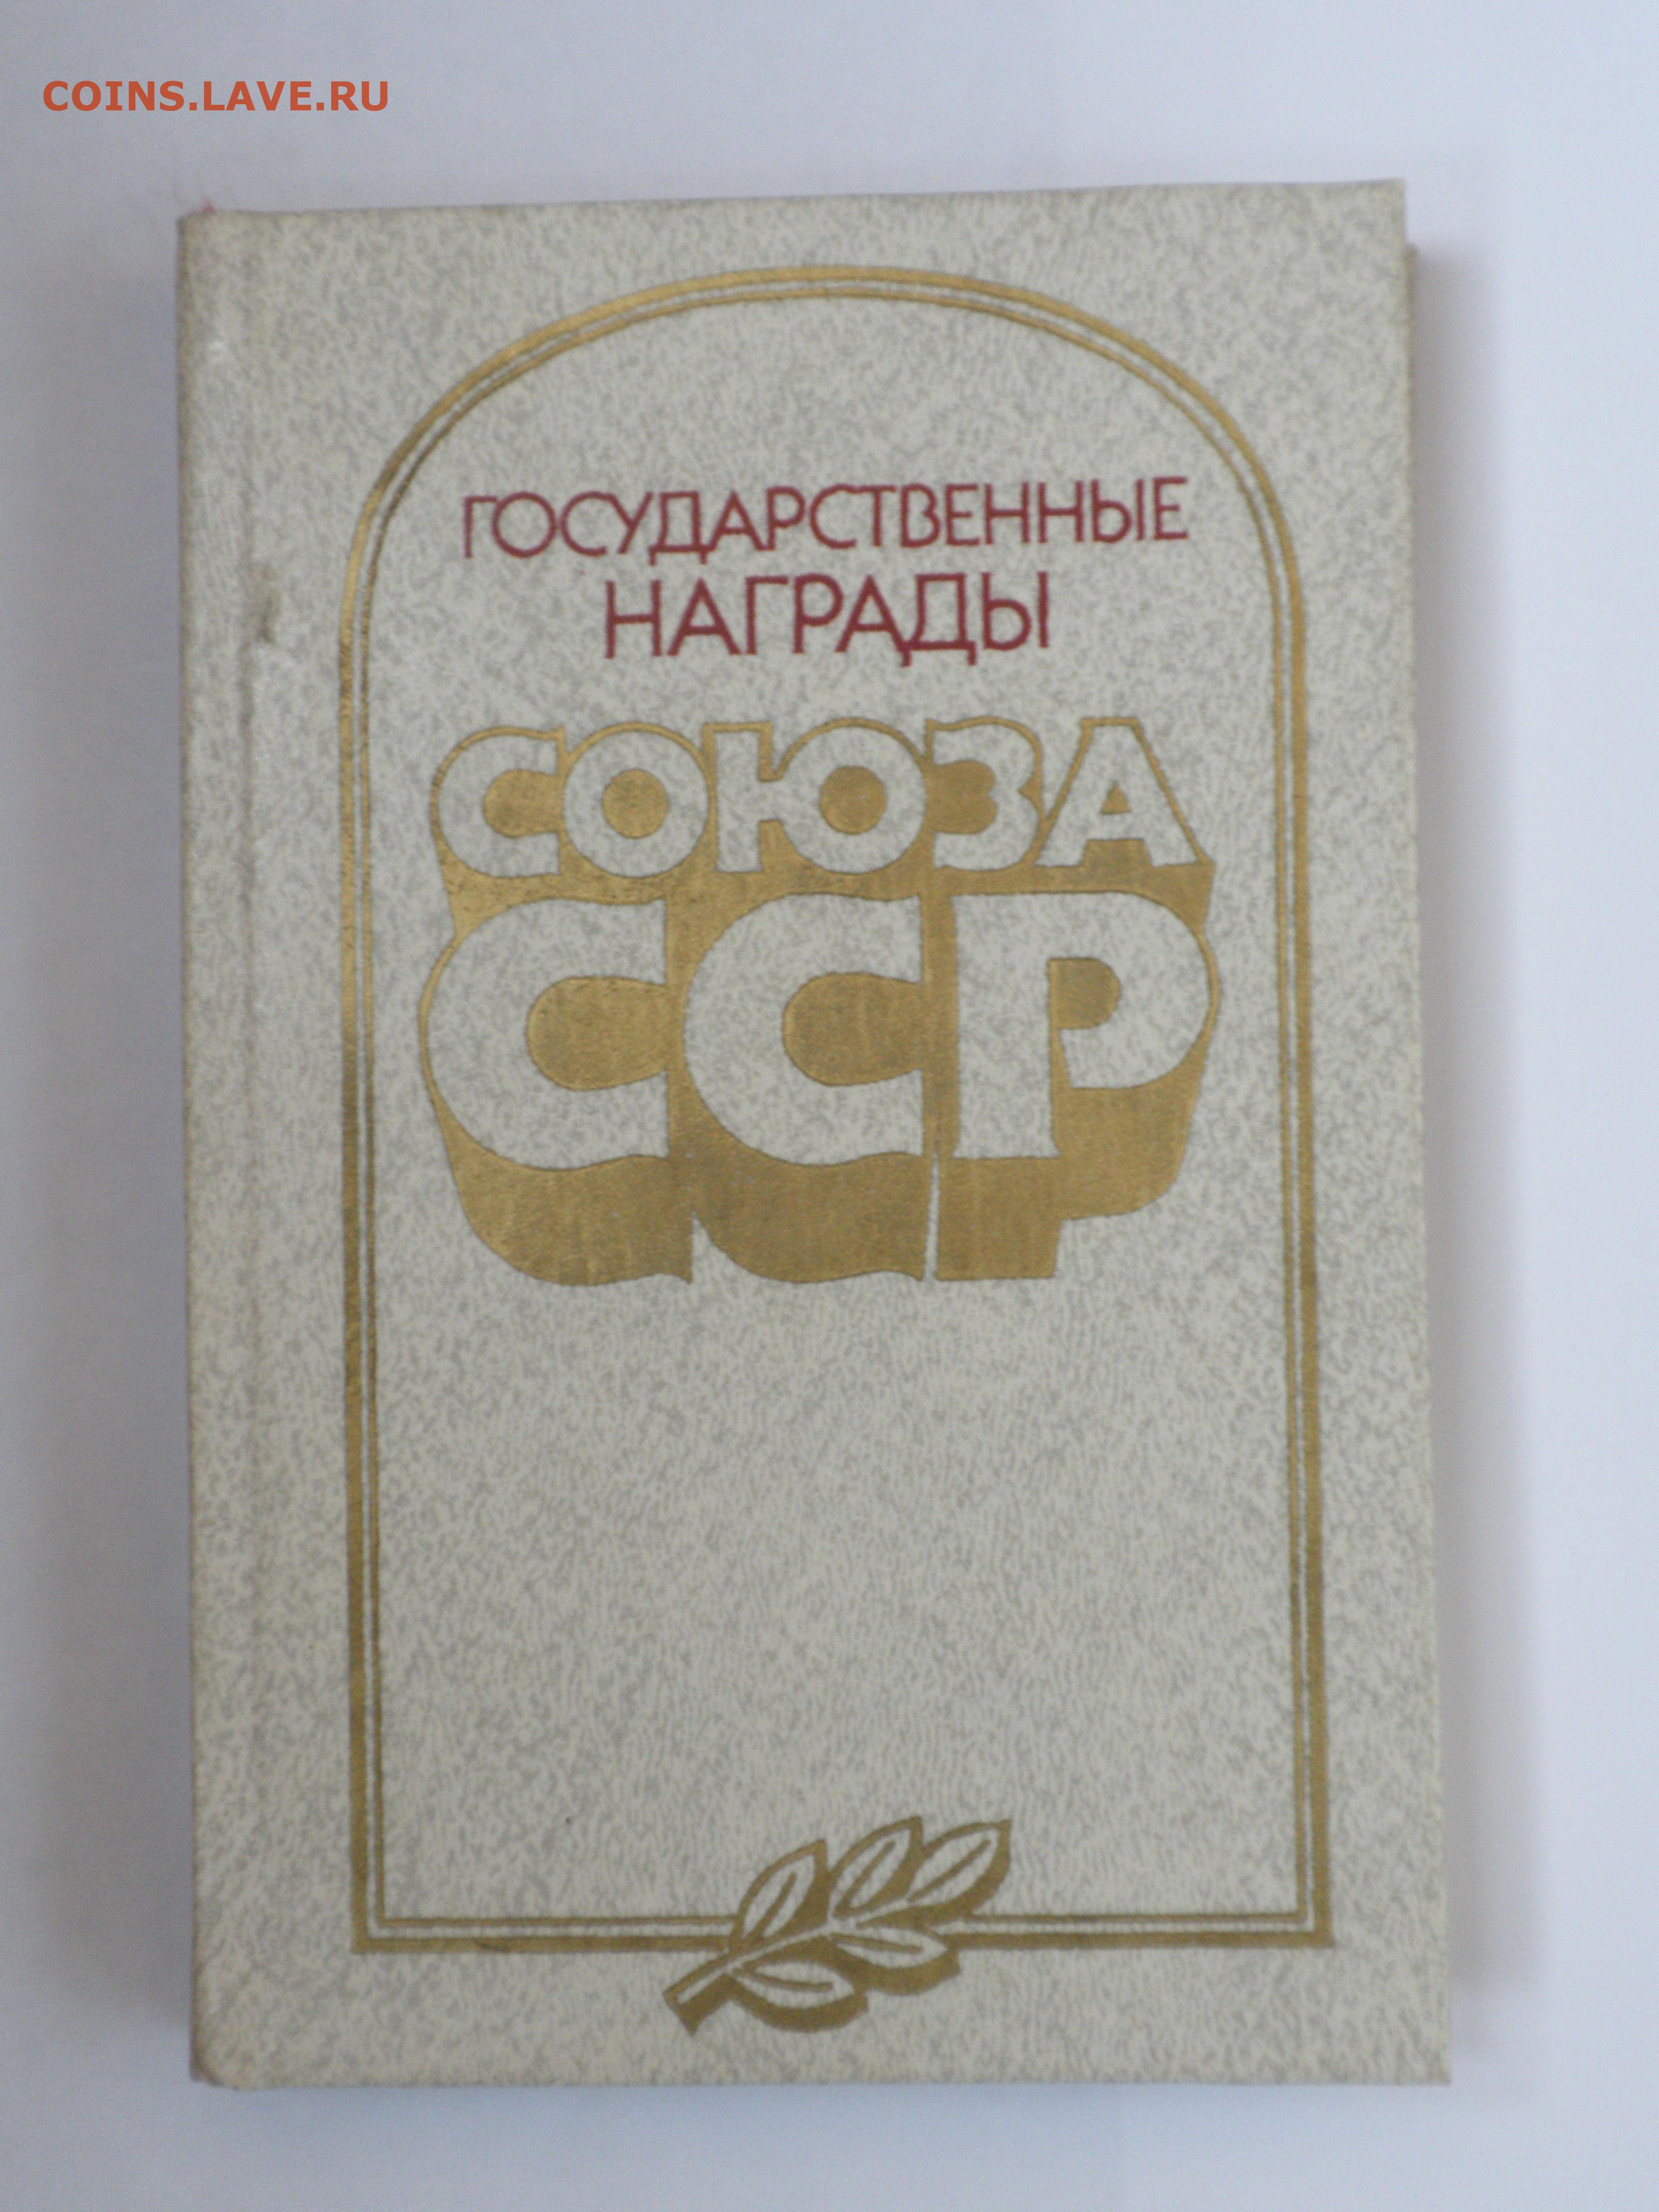 COINS.LAVE.RU
ГОСУДАРСТВЕННЫЕ
НАГРАДЫ
СОЮЗА
ССР